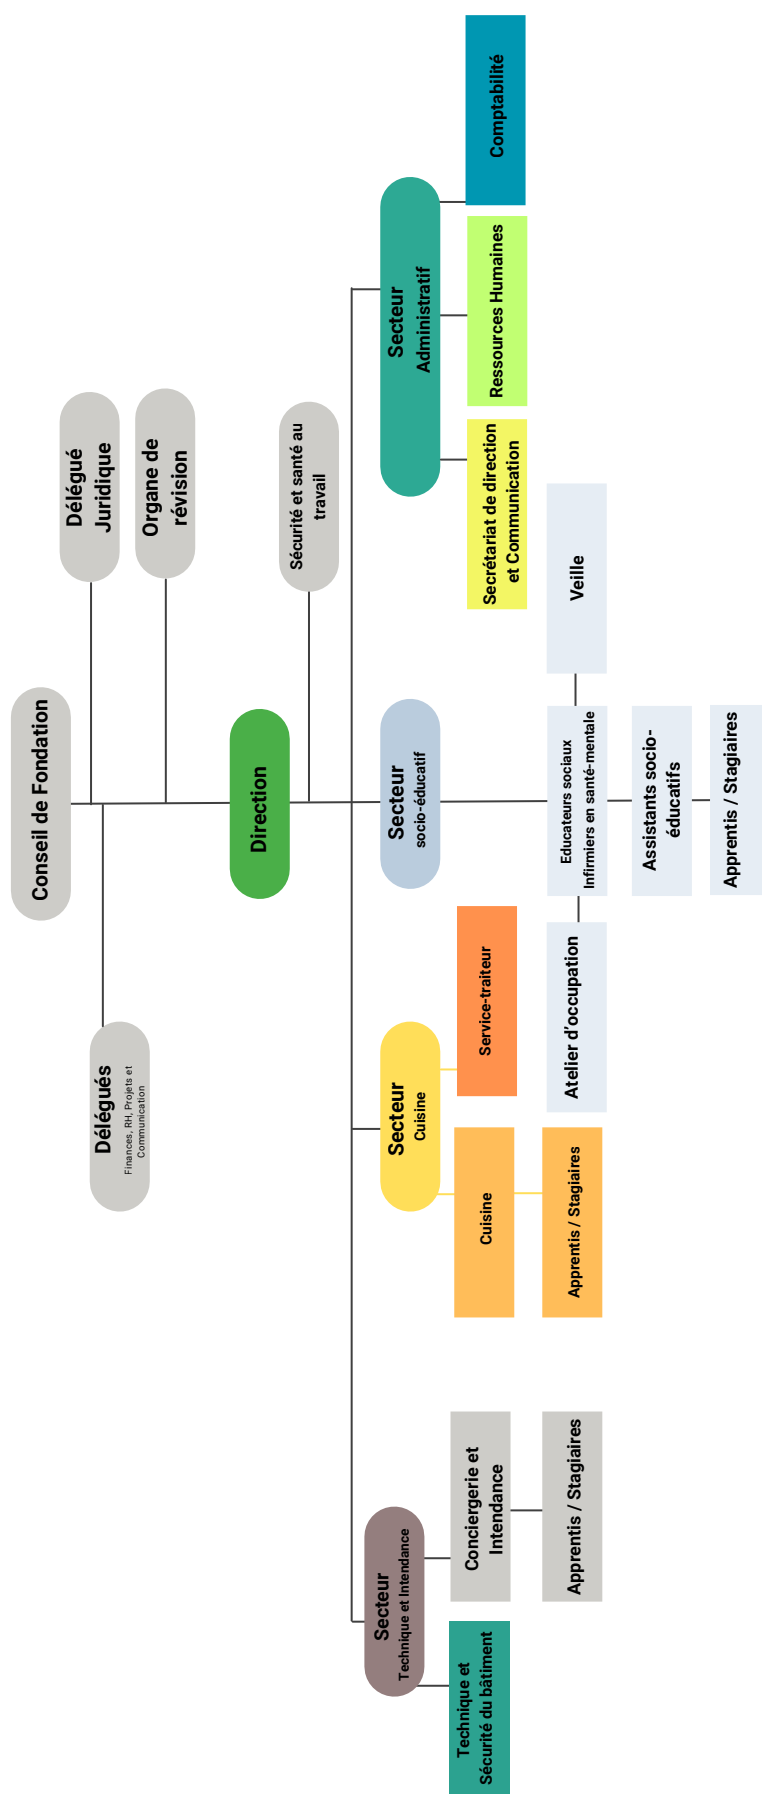 Conseil de Fondation
Délégué
Juridique
Délégués
Finances, RH, Projets et
Communication
Organe de
révision
Direction
Sécurité et santé au
travail
Secteur
Technique et Intendance
Secteur
Cuisine
Secteur
socio-éducatif
Secteur
Administratif
Technique et
Sécurité du bâtiment
Conciergerie et
Intendance
Apprentis / Stagiaires
Cuisine
Apprentis / Stagiaires
Service-traiteur
Atelier d'occupation
Educateurs sociaux
Infirmiers en santé-mentale
Veille
Assistants socio-
éducatifs
Apprentis / Stagiaires
Secrétariat de direction
et Communication
Ressources Humaines
Comptabilité